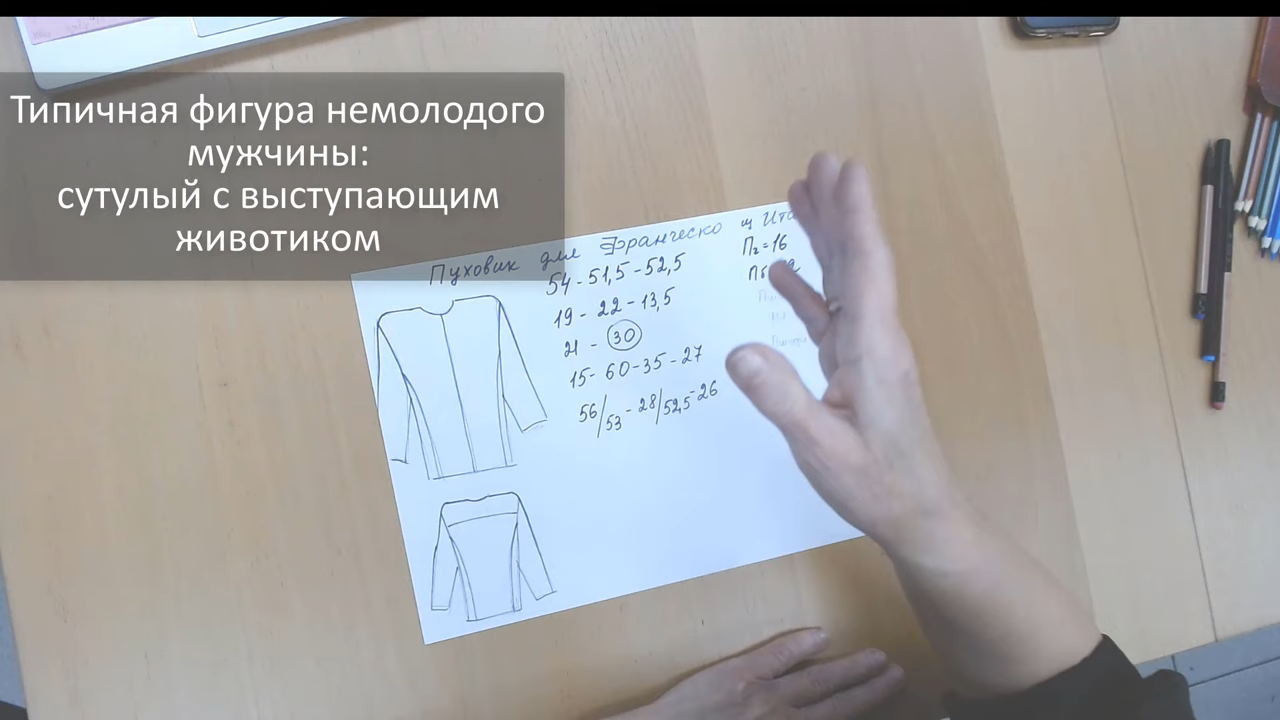 Типичная фигура немолодого
мужчины:
сутулый с выступающим
животиком
Пуховик для Франческо
54 - 51,5 - 52,5
19 - 22 - 13,5
21 - 30
15 - 60 - 35 - 27
56/53 - 28/52,5 - 26
Пг = 16